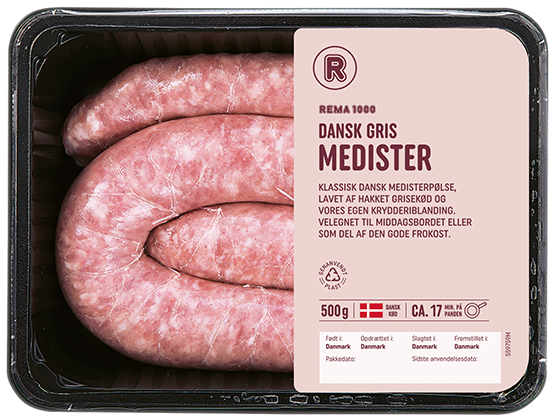 R
REMA 1000
DANSK GRIS
MEDISTER
KLASSISK DANSK MEDISTERPØLSE,
LAVET AF HAKKET GRISEKØD OG
VORES EGEN KRYDDERIBLANDING.
VELEGNET TIL MIDDAGSBORDET ELLER
SOM DEL AF DEN GODE FROKOST.
GENANVENDT
PLAST
500g
DANSK
KØD
CA. 17 MIN. PÅ
PANDEN
Født i: Opdrættet i: Slagtet i: Fremstillet i:
Danmark Danmark Danmark Danmark
Pakkedato: Sidste anvendelsesdato:
559759M